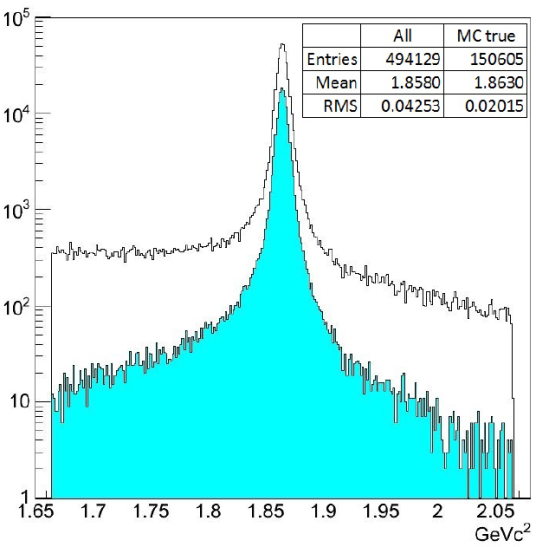 10^5
All MC true
Entries 494129 150605
Mean 1.8580 1.8630
RMS 0.04253 0.02015
10^4
10^3
10^2
10
1
1.65 1.7 1.75 1.8 1.85 1.9 1.95 2 2.05
GeVc^2